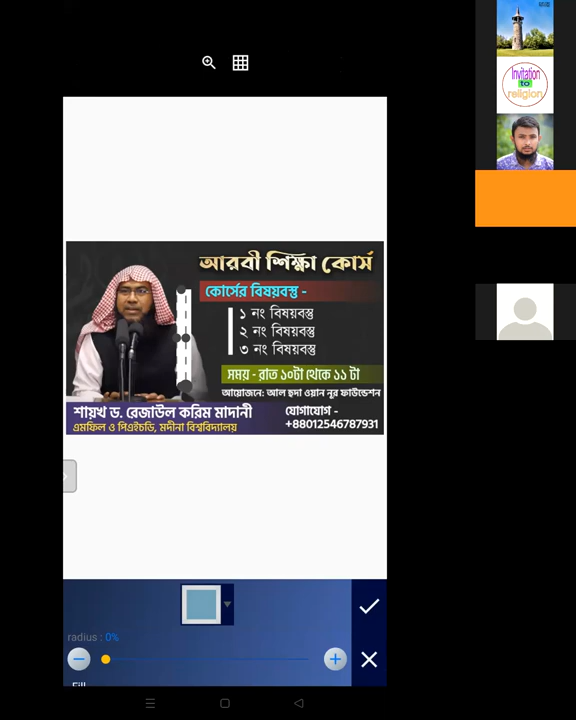 Invitation
to
religion
আরবী শিক্ষা কোর্স
কোর্সের বিষয়বস্তু -
১ নং বিষয়বস্তু
২ নং বিষয়বস্তু
৩ নং বিষয়বস্তু
সময় - রাত ১০টা থেকে ১১ টা
আয়োজনে: আল হুদা ওয়ান নূর ফাউন্ডেশন
শায়খ ড. রেজাউল করিম মাদানী
এমফিল ও পিএইচডি, মদীনা বিশ্ববিদ্যালয়
যোগাযোগ -
+88012546787931
radius : 0%
Fill